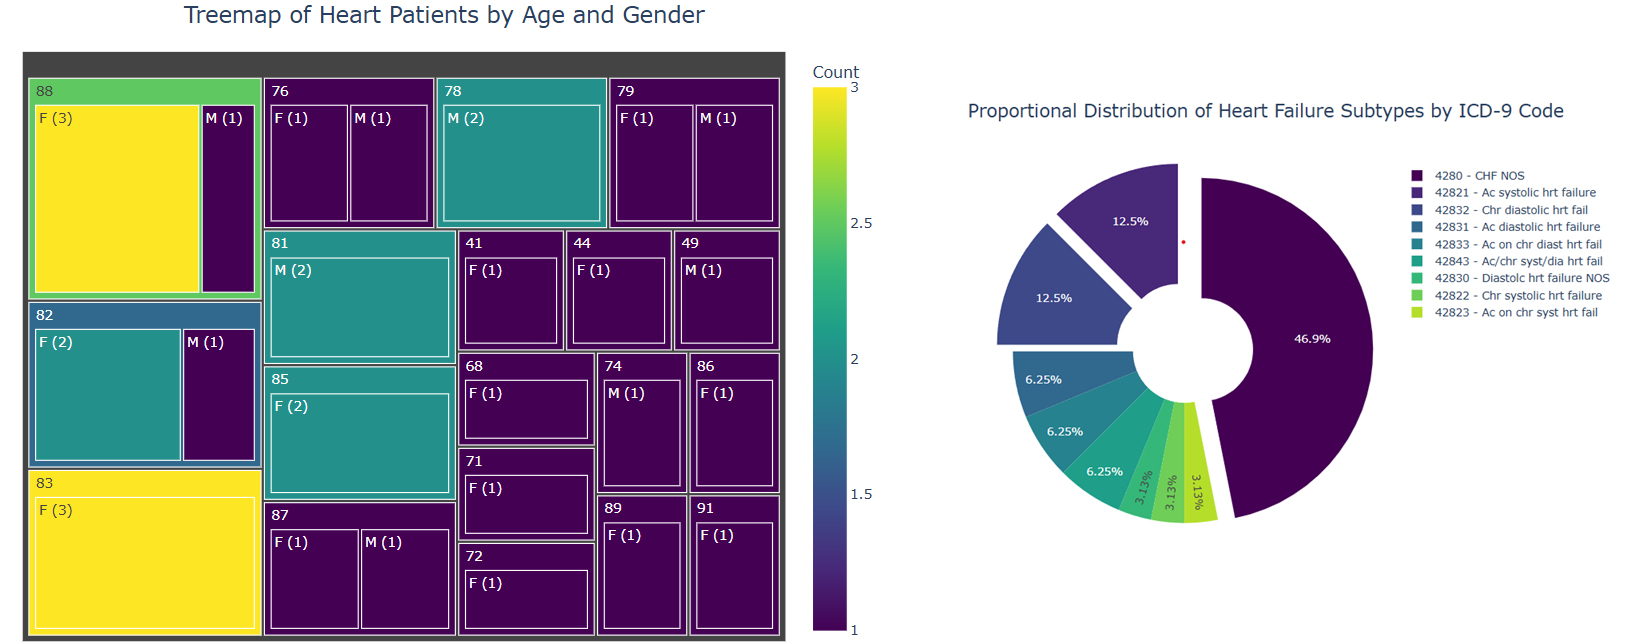 Treemap of Heart Patients by Age and Gender
88
F (3)
M (1)
76
F (1)
M (1)
78
M (2)
79
F (1)
M (1)
81
M (2)
41
F (1)
44
F (1)
49
M (1)
82
F (2)
M (1)
85
F (2)
68
F (1)
74
M (1)
86
F (1)
71
F (1)
83
F (3)
87
F (1)
M (1)
72
F (1)
89
F (1)
91
F (1)
Count
3
2.5
2
1.5
1
Proportional Distribution of Heart Failure Subtypes by ICD-9 Code
12.5%
12.5%
46.9%
6.25%
6.25%
6.25%
3.13%
3.13%
3.13%
4280 - CHF NOS
42821 - Ac systolic hrt failure
42832 - Chr diastolic hrt fail
42831 - Ac diastolic hrt failure
42833 - Ac on chr diast hrt fail
42843 - Ac/chr syst/dia hrt fail
42830 - Diastolc hrt failure NOS
42822 - Chr systolic hrt failure
42823 - Ac on chr syst hrt fail